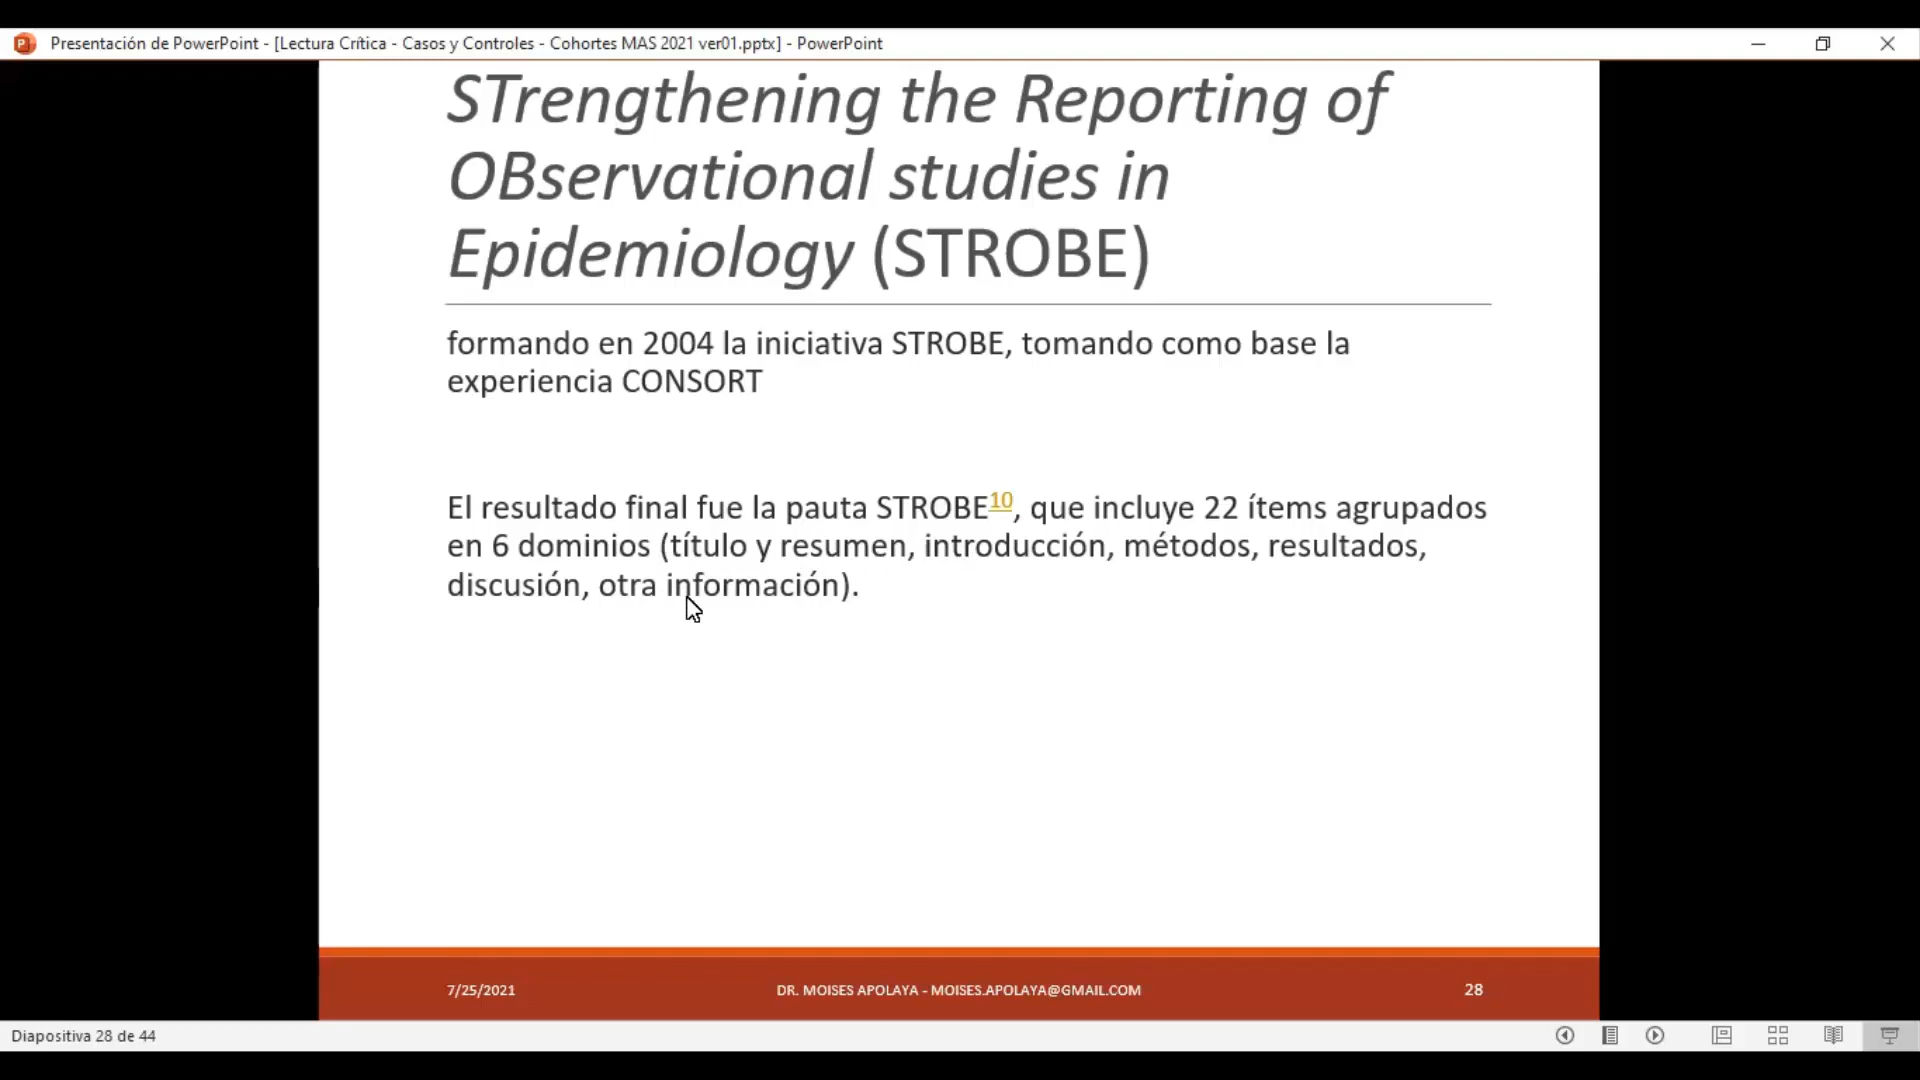 Presentación de PowerPoint - [Lectura Crítica - Casos y Controles - Cohortes MAS 2021 ver01.pptx] - PowerPoint
STrengthening the Reporting of
OBservational studies in
Epidemiology (STROBE)
formando en 2004 la iniciativa STROBE, tomando como base la
experiencia CONSORT
El resultado final fue la pauta STROBE10, que incluye 22 ítems agrupados
en 6 dominios (título y resumen, introducción, métodos, resultados,
discusión, otra información).
7/25/2021
DR. MOISES APOLAYA - MOISES.APOLAYA@GMAIL.COM
28
Diapositiva 28 de 44